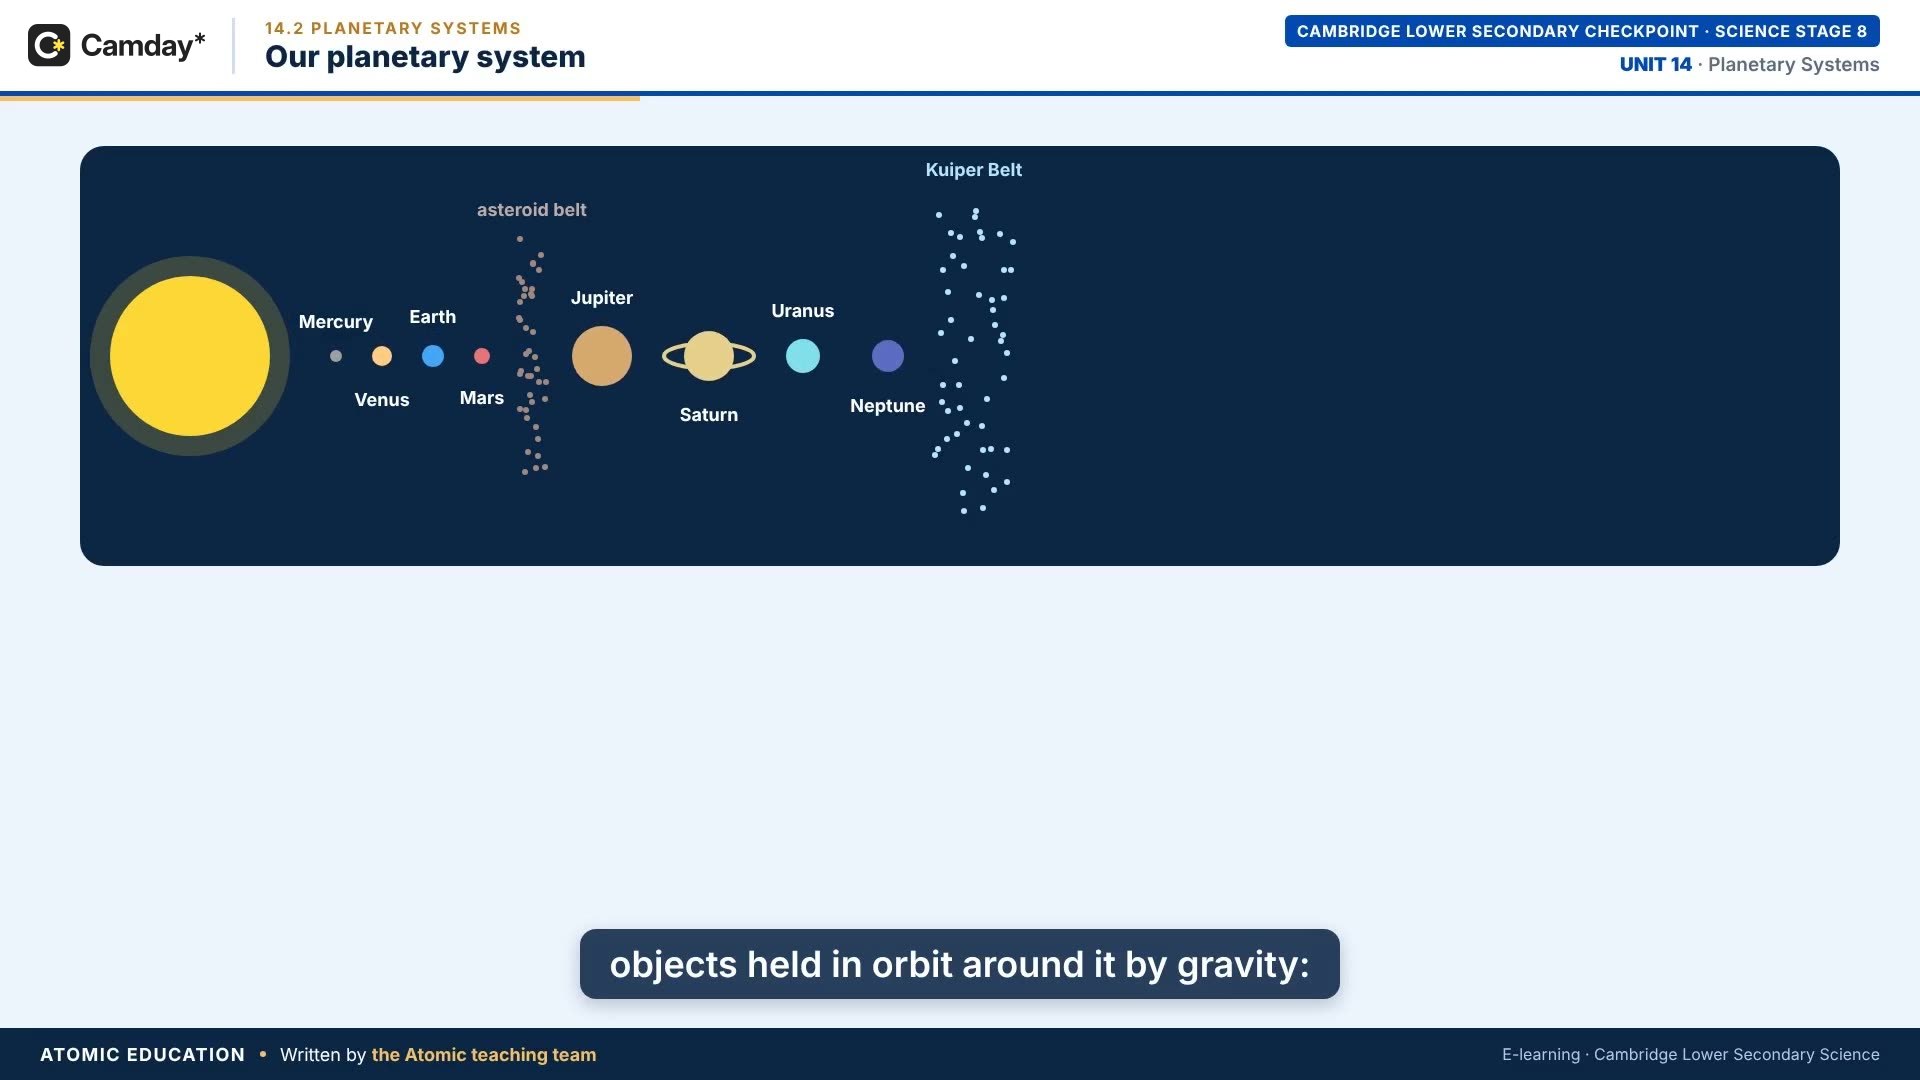 Camday*
14.2 PLANETARY SYSTEMS
Our planetary system
CAMBRIDGE LOWER SECONDARY CHECKPOINT · SCIENCE STAGE 8
UNIT 14 · Planetary Systems
Kuiper Belt
asteroid belt
Jupiter
Uranus
Earth
Mercury
Mars
Venus
Neptune
Saturn
objects held in orbit around it by gravity:
ATOMIC EDUCATION • Written by the Atomic teaching team
E-learning · Cambridge Lower Secondary Science